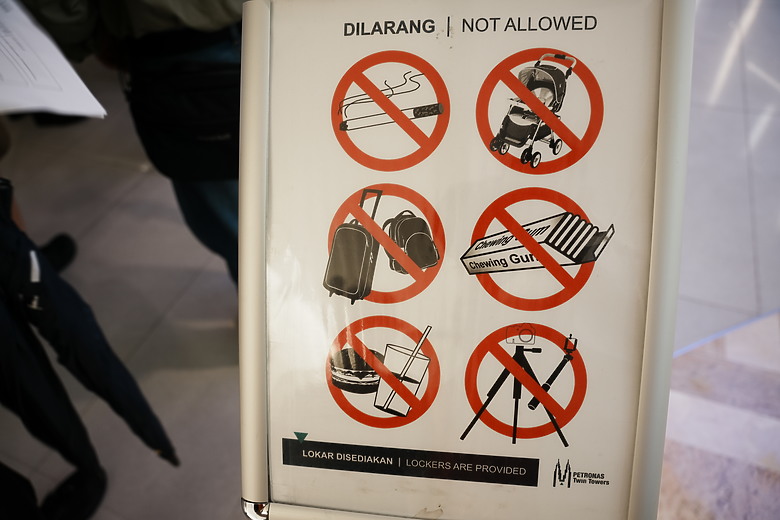 DILARANG | NOT ALLOWED
Chewing Gum
Chewing Gum
LOKAR DISEDIAKAN | LOCKERS ARE PROVIDED
PETRONAS
Twin Towers